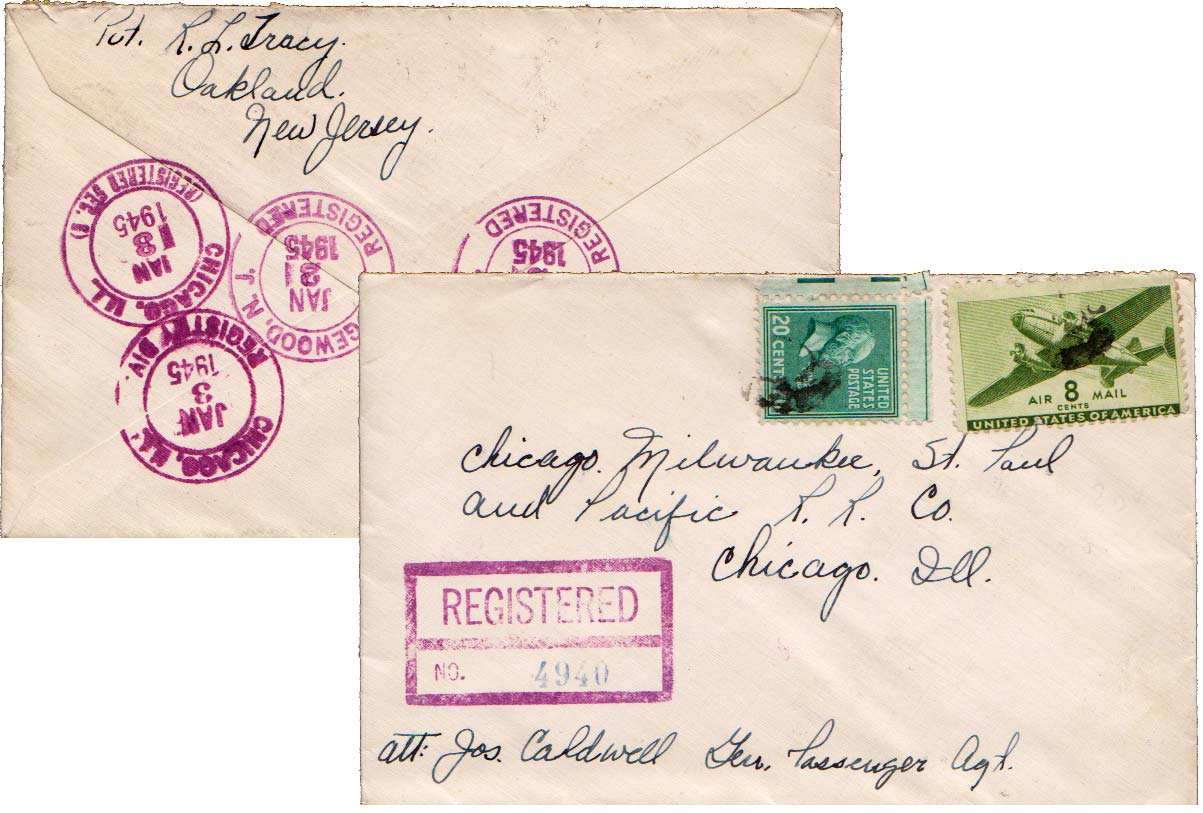 Pvt. R. L. Tracy.
Oakland.
New Jersey.
CHICAGO, ILL.
(REGISTERED SEC. 1)
JAN
3
1945
GEWOOD, N. J.
REGISTERED
JAN
1945
REGISTERED
1945
CHICAGO, ILL.
REGISTRY DIV.
JAN
3
1945
UNITED
STATES
POSTAGE
20 CENT
AIR 8 MAIL
CENTS
UNITED STATES OF AMERICA
Chicago. Milwaukee, St. Paul
and Pacific R. R. Co.
Chicago. Ill.
REGISTERED
NO. 4940
att: Jos. Caldwell Gen. Passenger Agt.